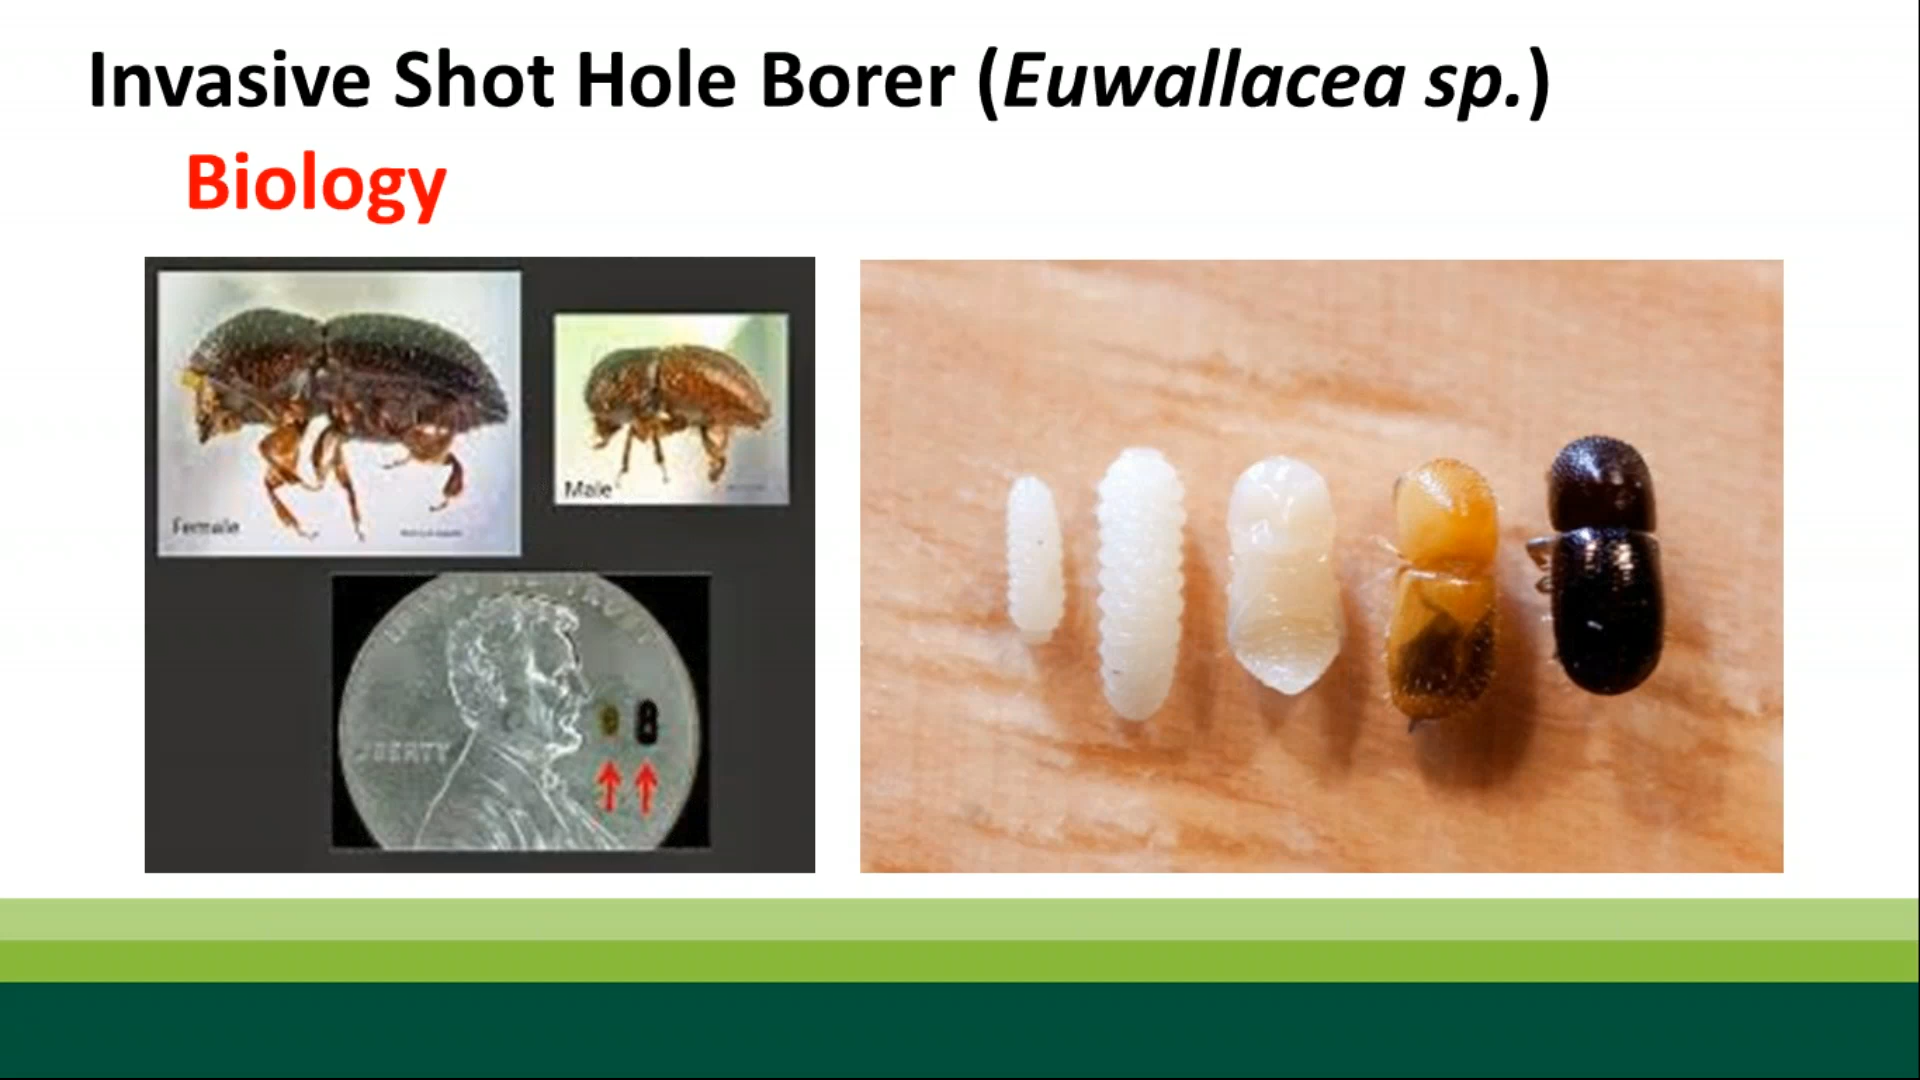 Invasive Shot Hole Borer (Euwallacea sp.)
Biology
Female
Male
LIBERTY